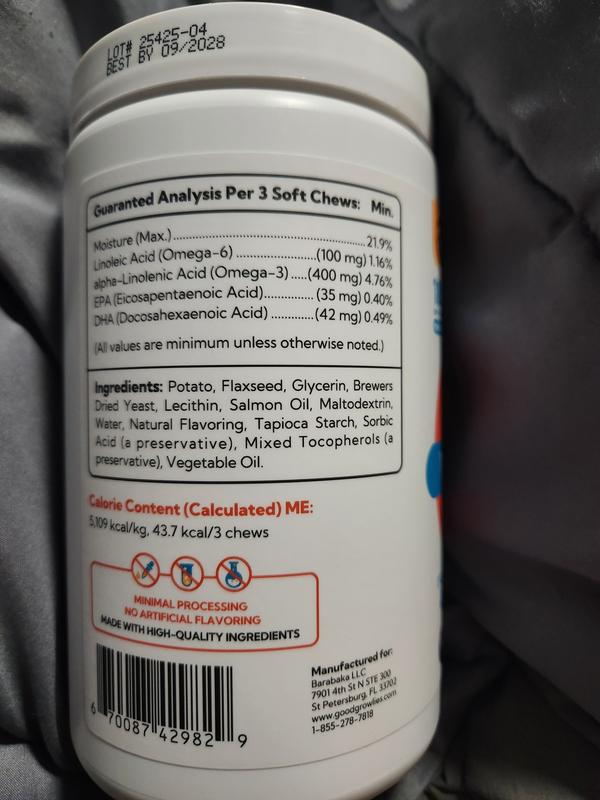 LOT# 25425-04
BEST BY 09/2028
Guaranted Analysis Per 3 Soft Chews: Min.
Moisture (Max.)..........................................................21.9%
Linoleic Acid (Omega-6) ....................(100 mg) 1.16%
alpha-Linolenic Acid (Omega-3) .....(400 mg) 4.76%
EPA (Eicosapentaenoic Acid)..............(35 mg) 0.40%
DHA (Docosahexaenoic Acid) ............(42 mg) 0.49%
(All values are minimum unless otherwise noted.)
Ingredients: Potato, Flaxseed, Glycerin, Brewers
Dried Yeast, Lecithin, Salmon Oil, Maltodextrin,
Water, Natural Flavoring, Tapioca Starch, Sorbic
Acid (a preservative), Mixed Tocopherols (a
preservative), Vegetable Oil.
Calorie Content (Calculated) ME:
5,109 kcal/kg, 43.7 kcal/3 chews
MINIMAL PROCESSING
NO ARTIFICIAL FLAVORING
MADE WITH HIGH-QUALITY INGREDIENTS
6 70087 42982 9
Manufactured for:
Barabaka LLC
7901 4th St N STE 300
St Petersburg, FL 33702
www.goodgrowlies.com
1-855-278-7818